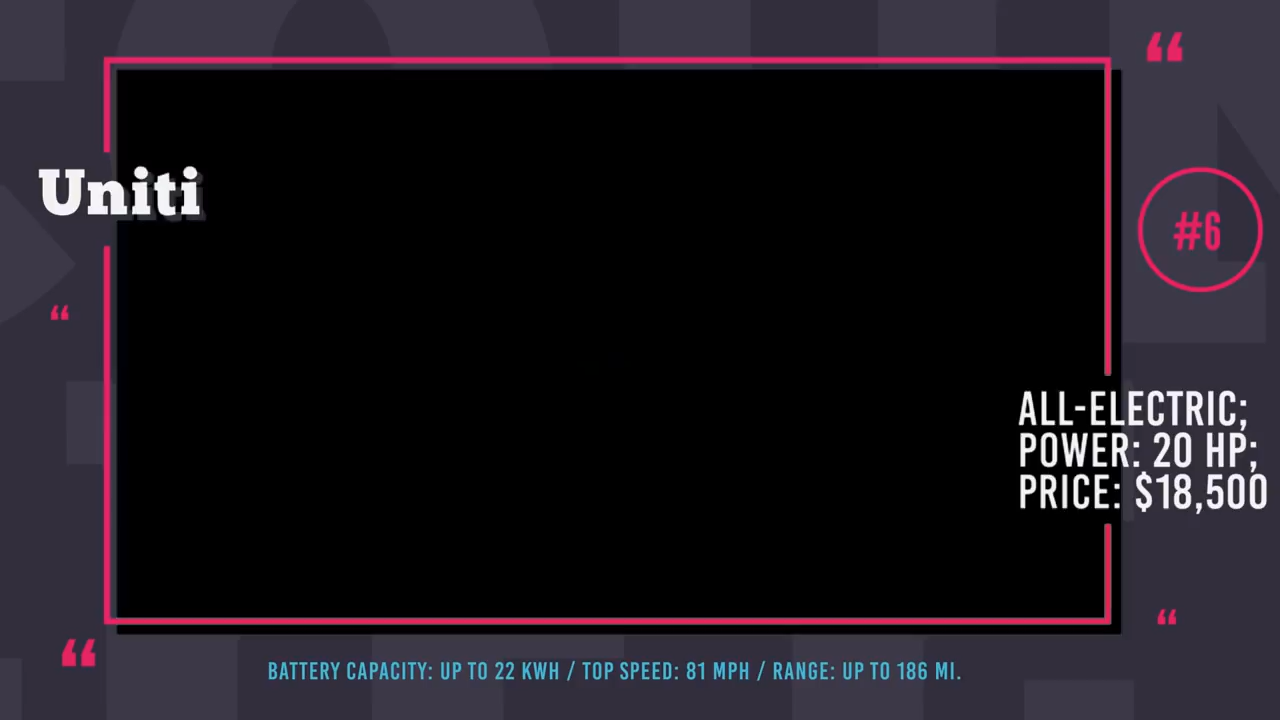 Uniti
#6
ALL-ELECTRIC;
POWER: 20 HP;
PRICE: $18,500
BATTERY CAPACITY: UP TO 22 KWH / TOP SPEED: 81 MPH / RANGE: UP TO 186 MI.